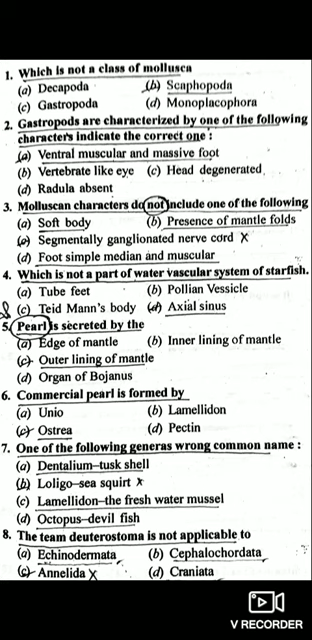 1. Which is not a class of mollusca
(a) Decapoda (b) Scaphopoda
(c) Gastropoda (d) Monoplacophora
2. Gastropods are characterized by one of the following
characters indicate the correct one :
(a) Ventral muscular and massive foot
(b) Vertebrate like eye (c) Head degenerated
(d) Radula absent
3. Molluscan characters do not include one of the following
(a) Soft body (b) Presence of mantle folds
(c) Segmentally ganglionated nerve cord X
(d) Foot simple median and muscular
4. Which is not a part of water vascular system of starfish.
(a) Tube feet (b) Pollian Vessicle
(c) Teid Mann's body (d) Axial sinus
5. Pearl is secreted by the
(a) Edge of mantle (b) Inner lining of mantle
(c) Outer lining of mantle
(d) Organ of Bojanus
6. Commercial pearl is formed by
(a) Unio (b) Lamellidon
(c) Ostrea (d) Pectin
7. One of the following generas wrong common name :
(a) Dentalium–tusk shell
(b) Loligo–sea squirt x
(c) Lamellidon–the fresh water mussel
(d) Octopus–devil fish
8. The team deuterostoma is not applicable to
(a) Echinodermata (b) Cephalochordata
(c) Annelida X (d) Craniata
V RECORDER